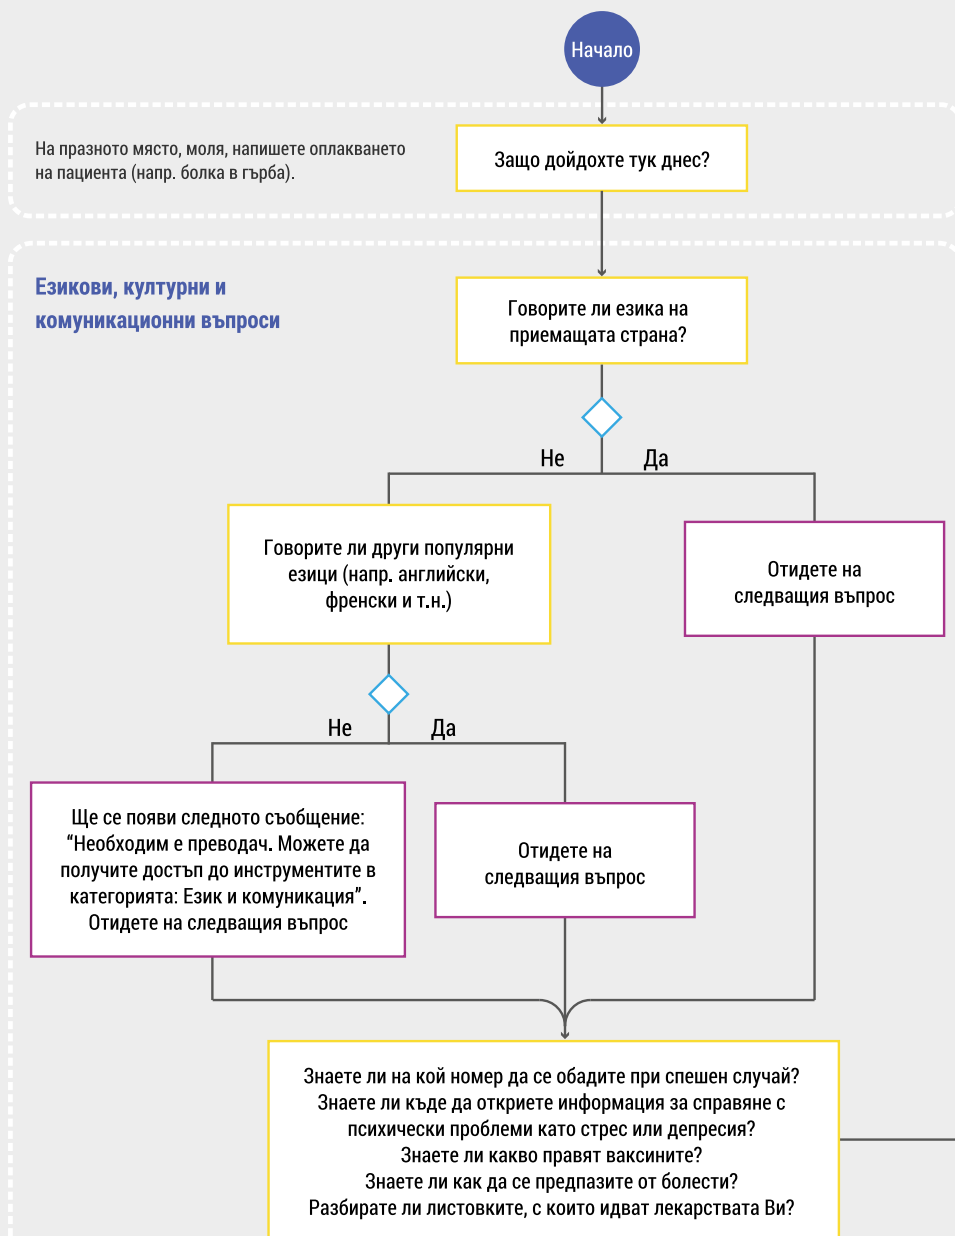 Начало
На празното място, моля, напишете оплакването
на пациента (напр. болка в гърба).
Защо дойдохте тук днес?
Езикови, културни и
комуникационни въпроси
Говорите ли езика на
приемащата страна?
Не
Да
Говорите ли други популярни
езици (напр. английски,
френски и т.н.)
Отидете на
следващия въпрос
Не
Да
Ще се появи следното съобщение:
“Необходим е преводач. Можете да
получите достъп до инструментите в
категорията: Език и комуникация”.
Отидете на следващия въпрос
Отидете на
следващия въпрос
Знаете ли на кой номер да се обадите при спешен случай?
Знаете ли къде да откриете информация за справяне с
психически проблеми като стрес или депресия?
Знаете ли какво правят ваксините?
Знаете ли как да се предпазите от болести?
Разбирате ли листовките, с които идват лекарствата Ви?